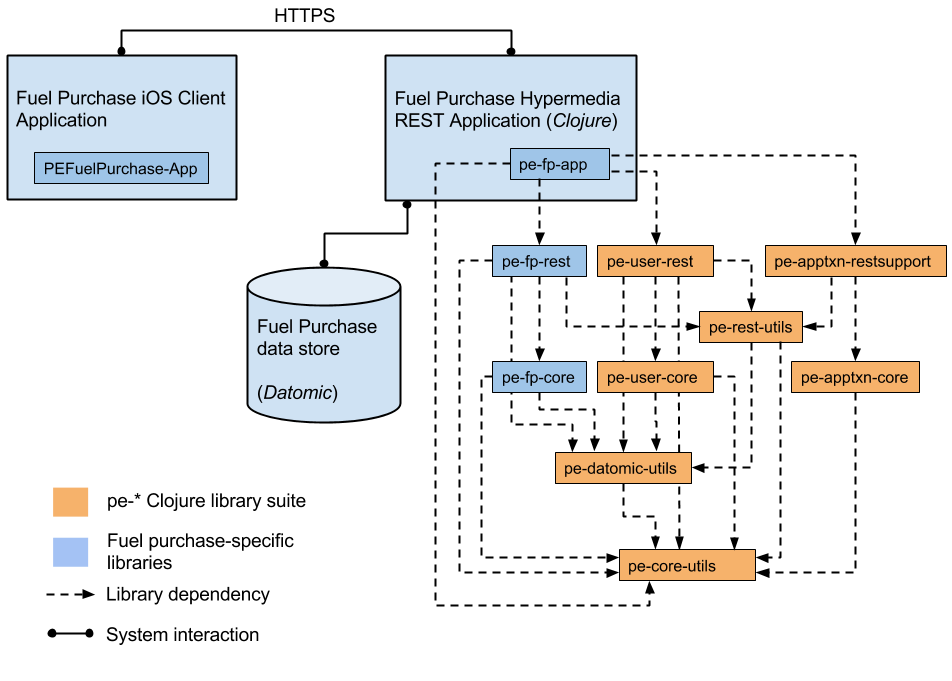 HTTPS
Fuel Purchase iOS Client
Application
PEFuelPurchase-App
Fuel Purchase Hypermedia
REST Application (Clojure)
pe-fp-app
pe-fp-rest
pe-user-rest
pe-apptxn-restsupport
Fuel Purchase
data store
(Datomic)
pe-rest-utils
pe-fp-core
pe-user-core
pe-apptxn-core
pe-datomic-utils
pe-core-utils
pe-* Clojure library suite
Fuel purchase-specific
libraries
Library dependency
System interaction